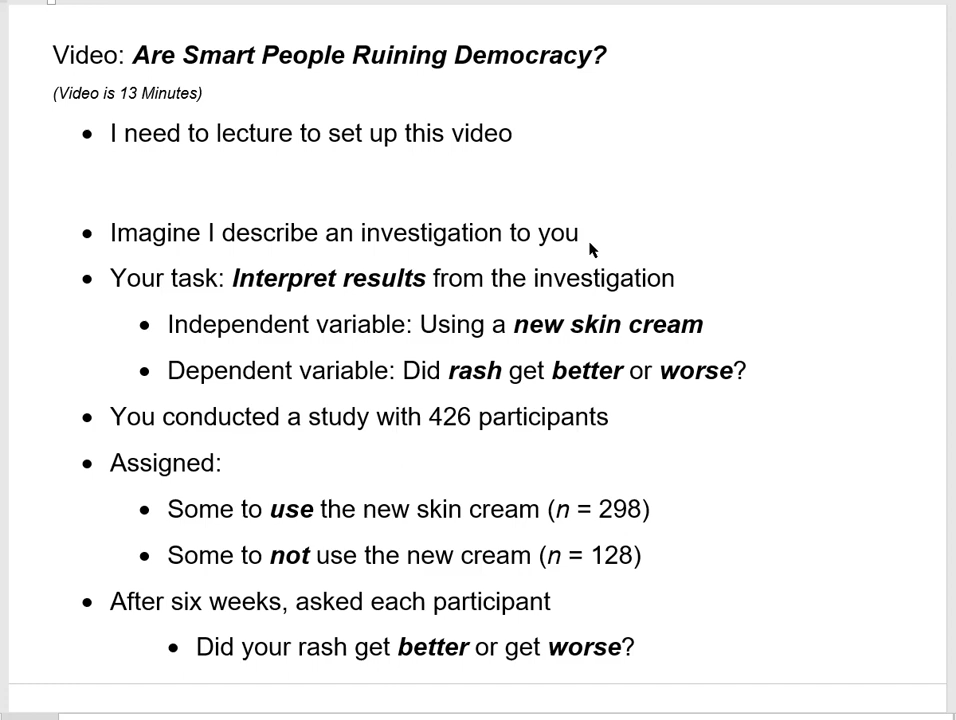 Video: Are Smart People Ruining Democracy?
(Video is 13 Minutes)
• I need to lecture to set up this video
• Imagine I describe an investigation to you
• Your task: Interpret results from the investigation
• Independent variable: Using a new skin cream
• Dependent variable: Did rash get better or worse?
• You conducted a study with 426 participants
• Assigned:
• Some to use the new skin cream (n = 298)
• Some to not use the new cream (n = 128)
• After six weeks, asked each participant
• Did your rash get better or get worse?